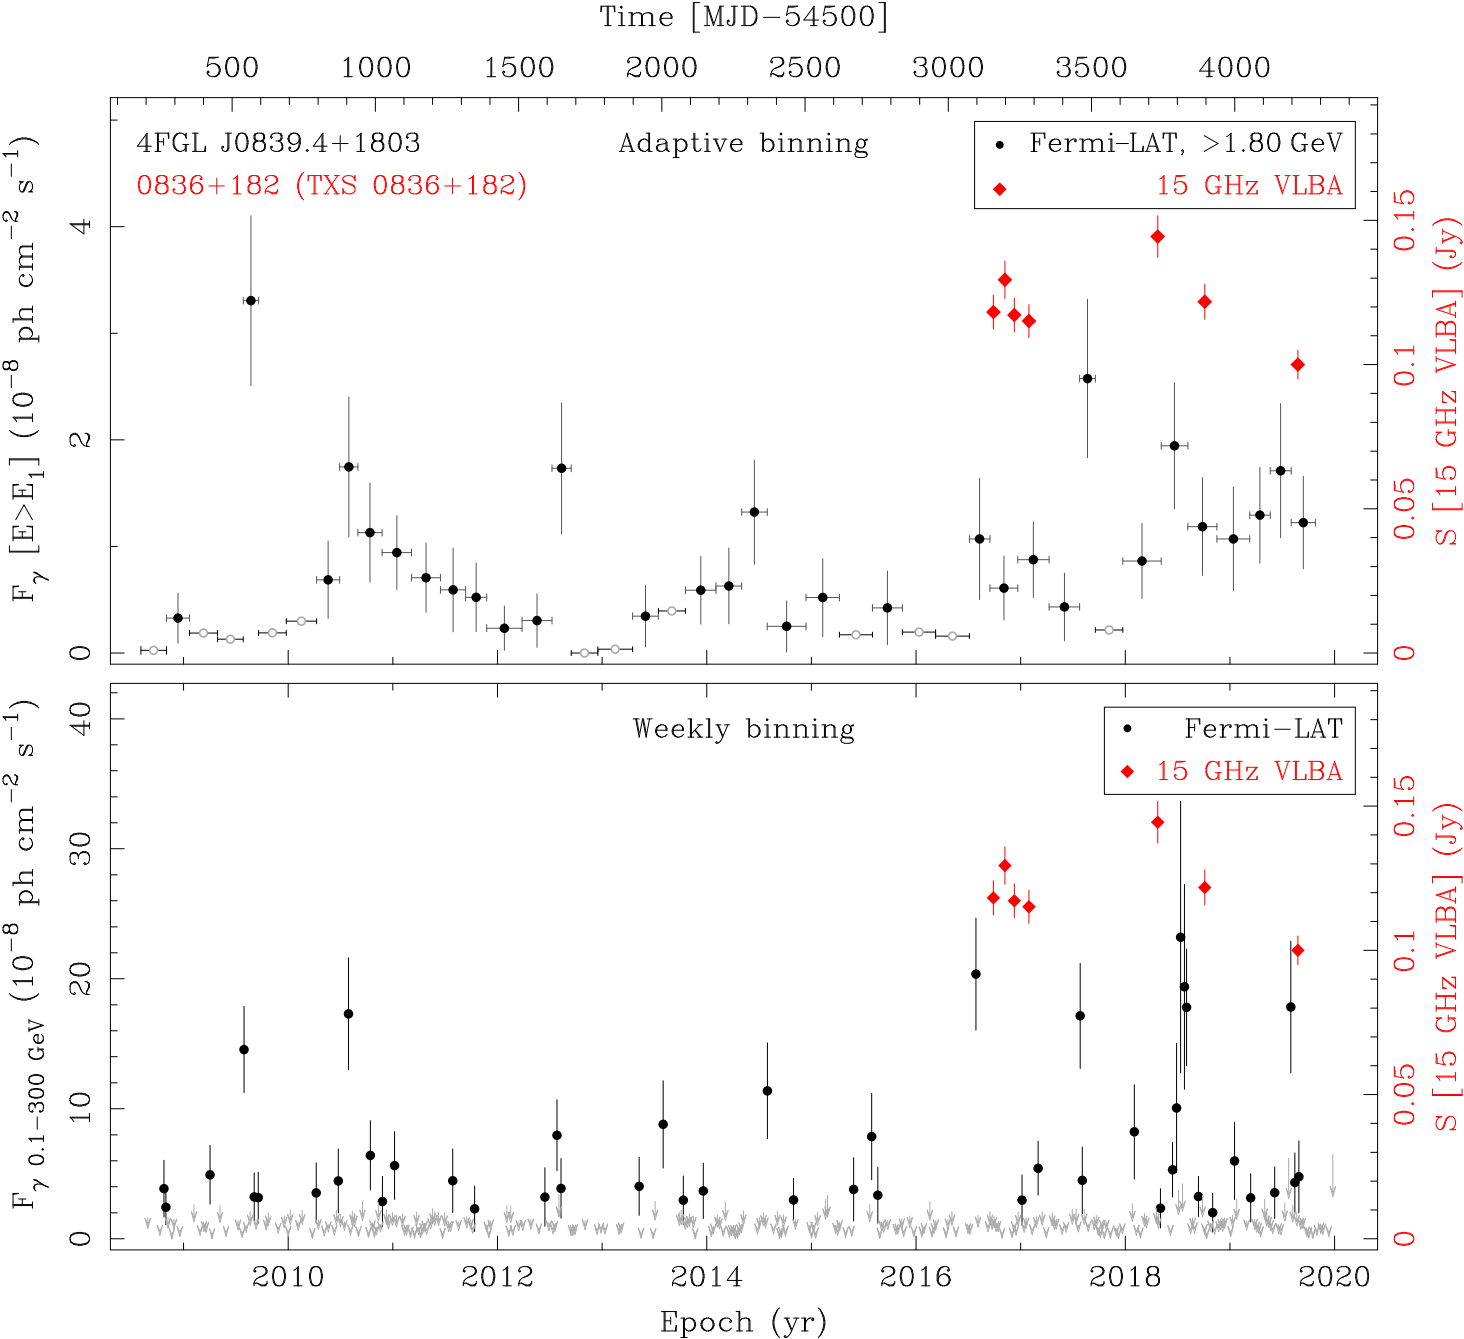 Time [MJD−54500]
500 1000 1500 2000 2500 3000 3500 4000
4FGL J0839.4+1803
0836+182 (TXS 0836+182)
Adaptive binning
Fermi−LAT, >1.80 GeV
15 GHz VLBA
F_γ [E>E_1] (10^−8 ph cm^−2 s^−1)
0 2 4
S [15 GHz VLBA] (Jy)
0 0.05 0.1 0.15
Weekly binning
Fermi−LAT
15 GHz VLBA
F_γ 0.1−300 GeV (10^−8 ph cm^−2 s^−1)
0 10 20 30 40
S [15 GHz VLBA] (Jy)
0 0.05 0.1 0.15
2010 2012 2014 2016 2018 2020
Epoch (yr)